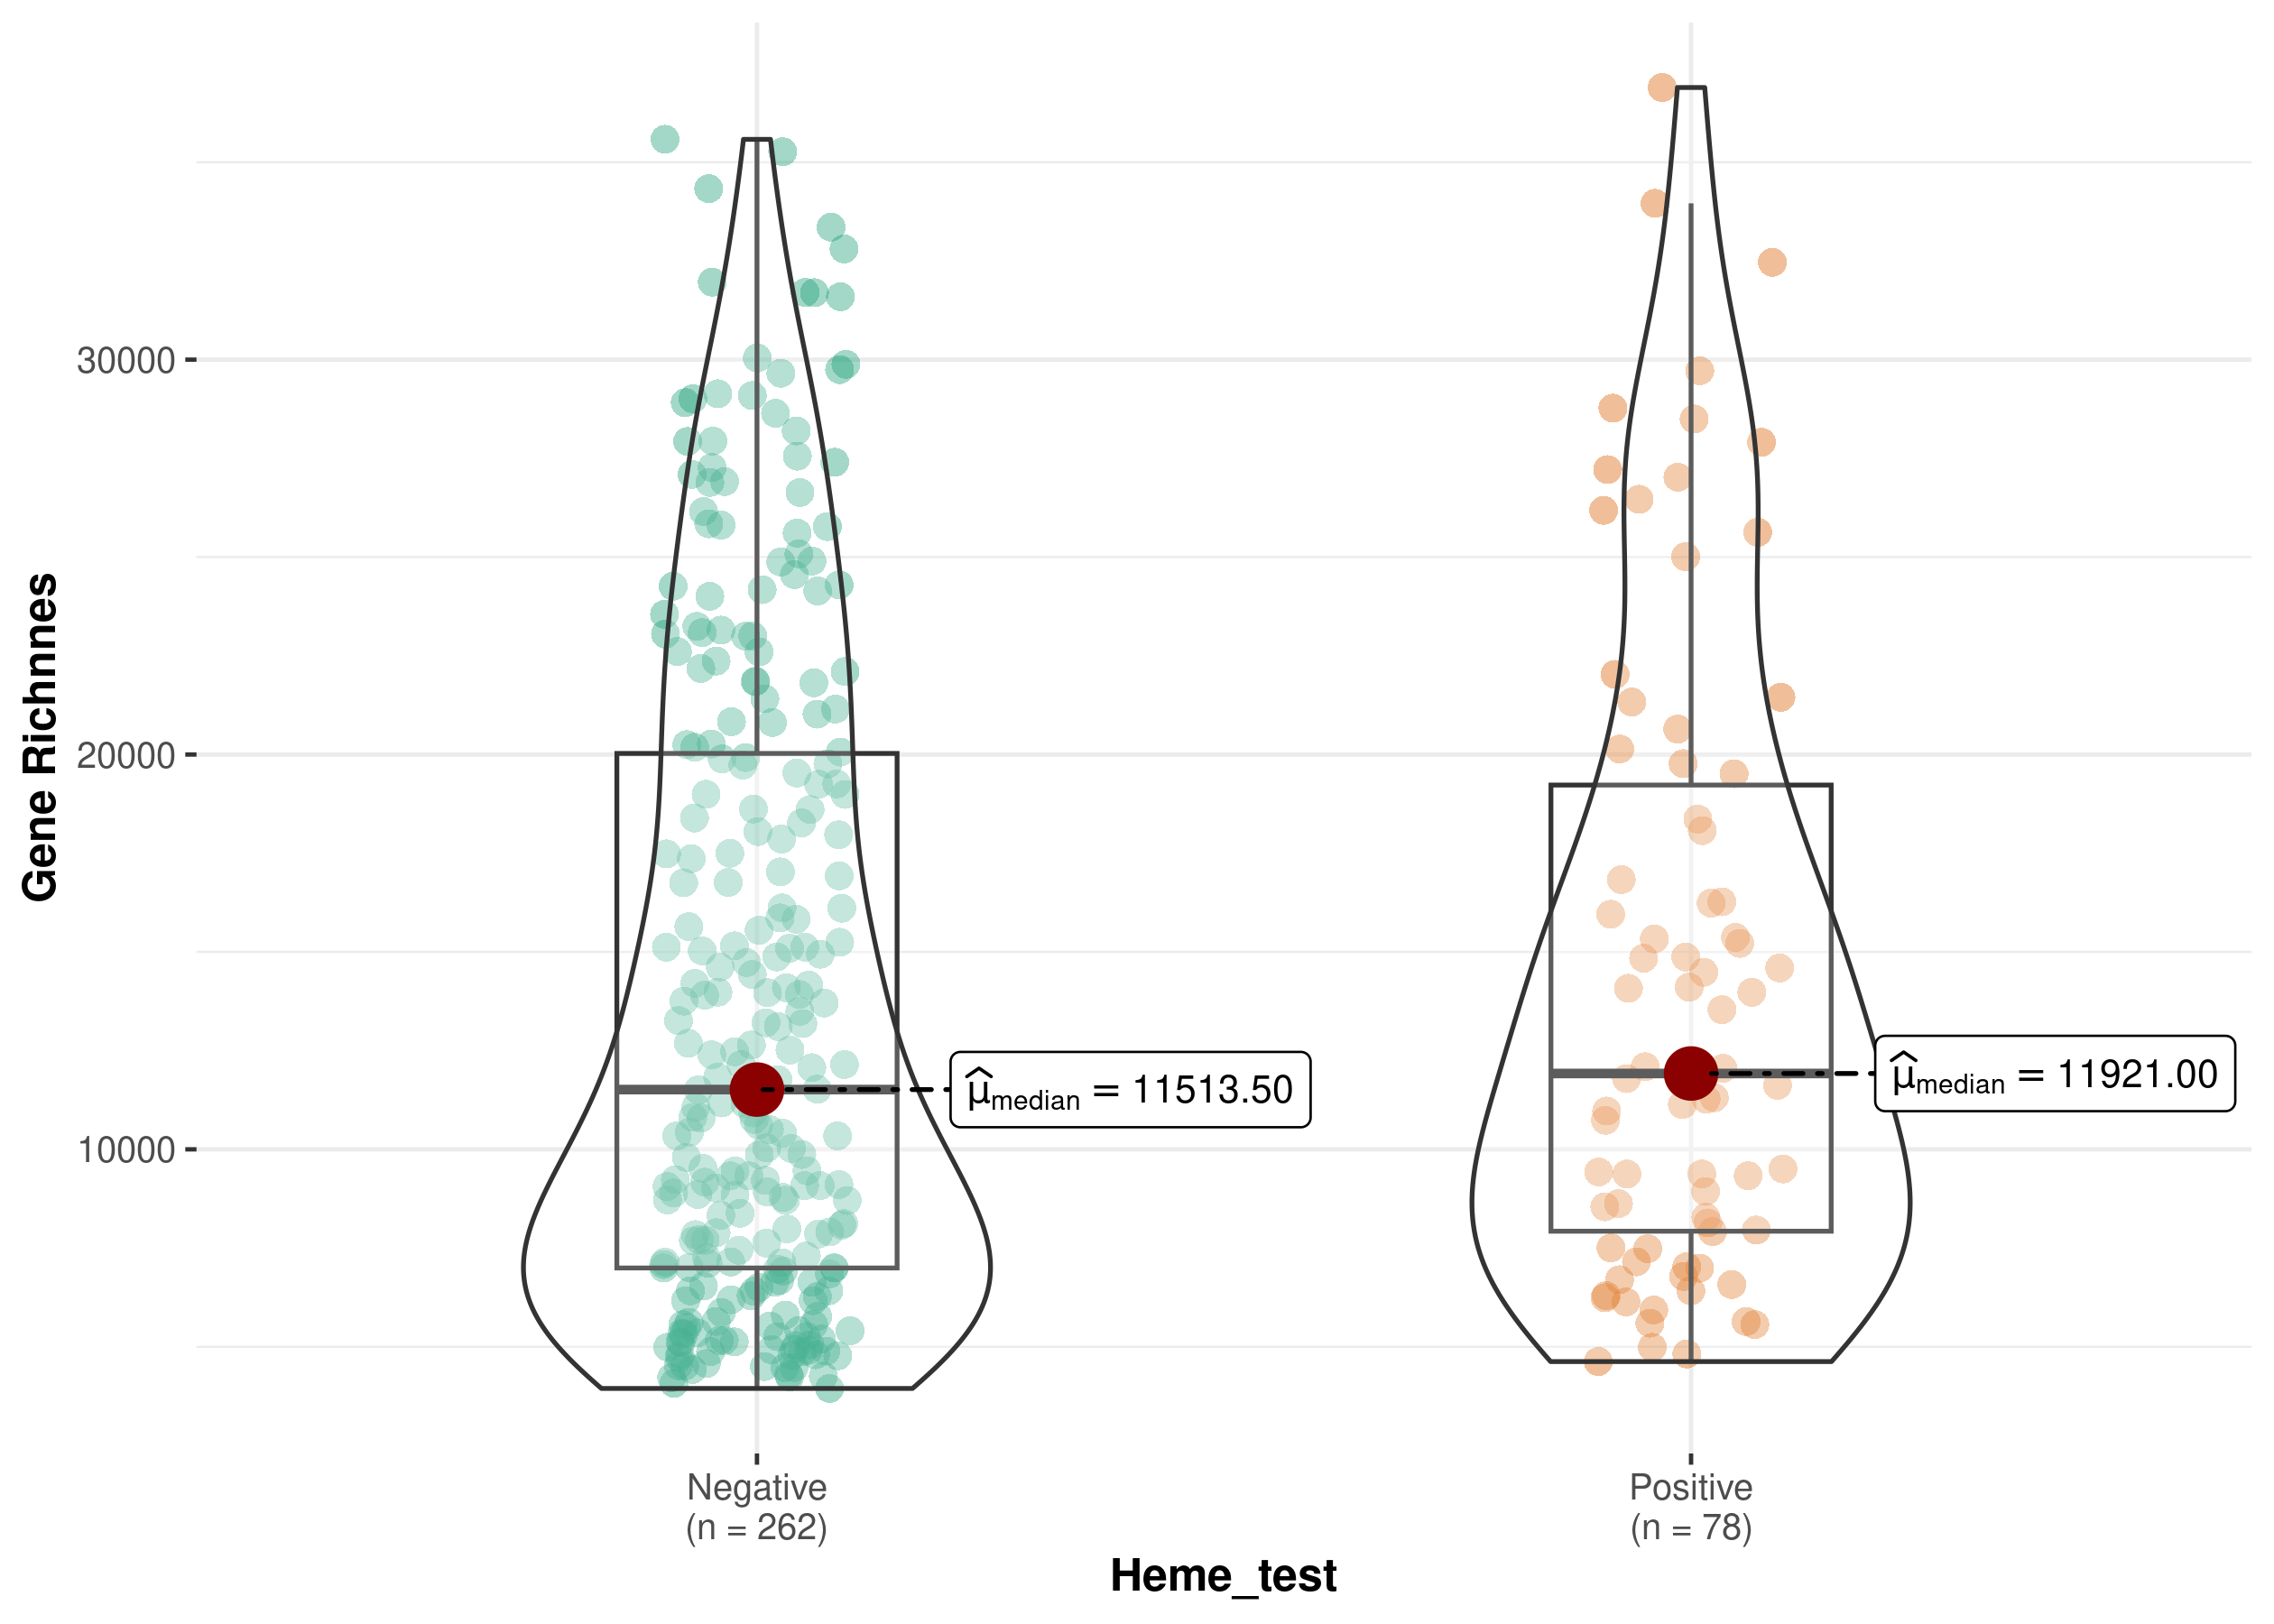 Gene Richnnes
30000
20000
10000
μ̂median = 11513.50
μ̂median = 11921.00
Negative
(n = 262)
Positive
(n = 78)
Heme_test